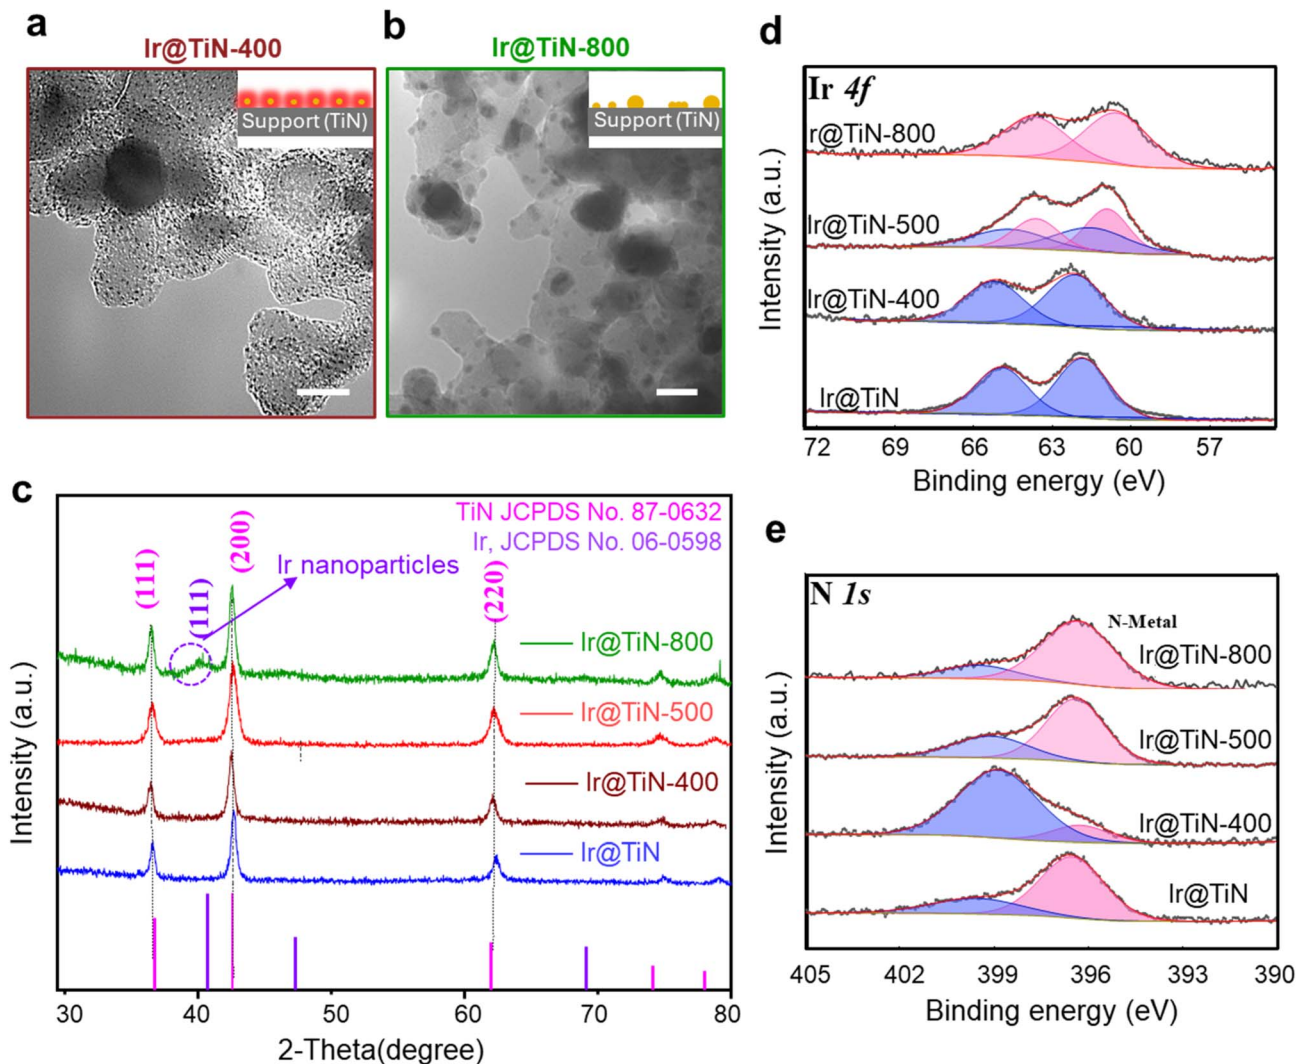 a
Ir@TiN-400
Support (TiN)
b
Ir@TiN-800
Support (TiN)
c
TiN JCPDS No. 87-0632
Ir, JCPDS No. 06-0598
(111)
(111)
(200)
(220)
Ir nanoparticles
Ir@TiN-800
Ir@TiN-500
Ir@TiN-400
Ir@TiN
Intensity (a.u.)
30 40 50 60 70 80
2-Theta(degree)
d
Ir 4f
r@TiN-800
Ir@TiN-500
Ir@TiN-400
Ir@TiN
Intensity (a.u.)
72 69 66 63 60 57
Binding energy (eV)
e
N 1s
N-Metal
Ir@TiN-800
Ir@TiN-500
Ir@TiN-400
Ir@TiN
Intensity (a.u.)
405 402 399 396 393 390
Binding energy (eV)